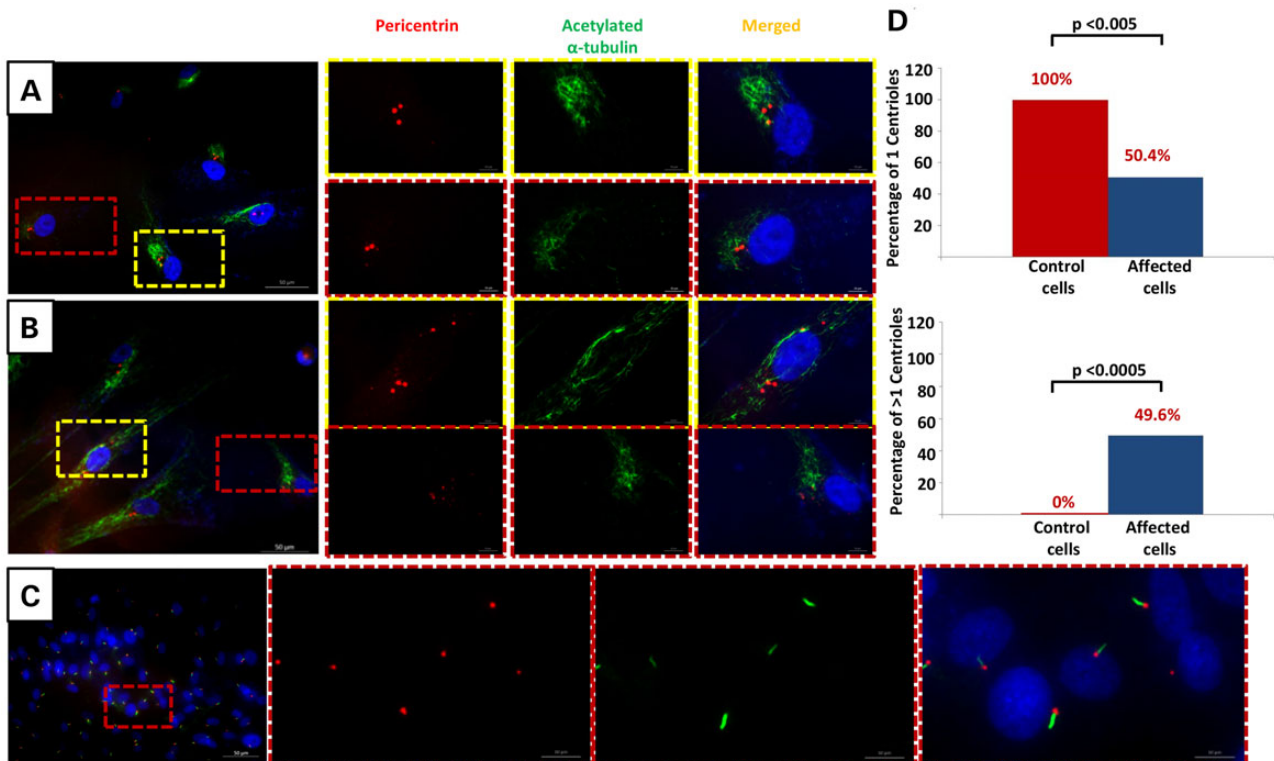 Pericentrin
Acetylated
α-tubulin
Merged
A
50 µm
B
50 µm
C
50 µm
D
p <0.005
Percentage of 1 Centrioles
120
100
80
60
40
20
100%
50.4%
Control
cells
Affected
cells
p <0.0005
Percentage of >1 Centrioles
120
100
80
60
40
20
0%
49.6%
Control
cells
Affected
cells